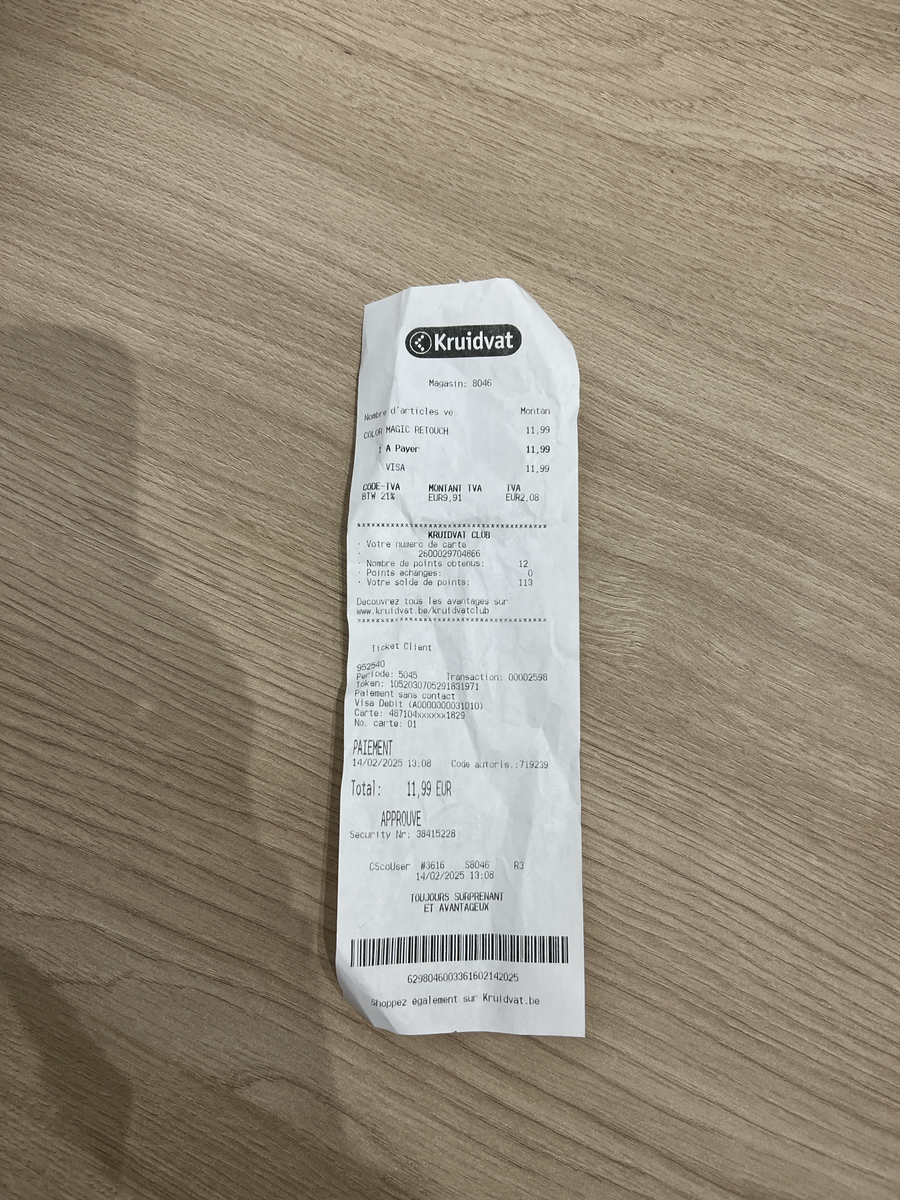 Kruidvat
Magasin: 8046
Nombre d'articles ve Montan
COLOR MAGIC RETOUCH 11,99
1 A Payer 11,99
VISA 11,99
CODE-TVA MONTANT TVA TVA
BTW 21% EUR9,91 EUR2,08
****************************************
KRUIDVAT CLUB
· Votre numero de carte
· 2600029704866
· Nombre de points obtenus: 12
· Points echanges: 0
· Votre solde de points: 113
Decouvrez tous les avantages sur
www.kruidvat.be/kruidvatclub
****************************************
Ticket Client
952540
Periode: 5045 Transaction: 00002598
Token: 1052030705291831971
Paiement sans contact
Visa Debit (A0000000031010)
Carte: 487104xxxxxx1829
No. carte: 01
PAIEMENT
14/02/2025 13:08 Code autoris.:719239
Total: 11,99 EUR
APPROUVE
Security Nr: 38415228
CScoUser #3616 S8046 R3
14/02/2025 13:08
TOUJOURS SURPRENANT
ET AVANTAGEUX
6298046003361602142025
Shoppez également sur Kruidvat.be